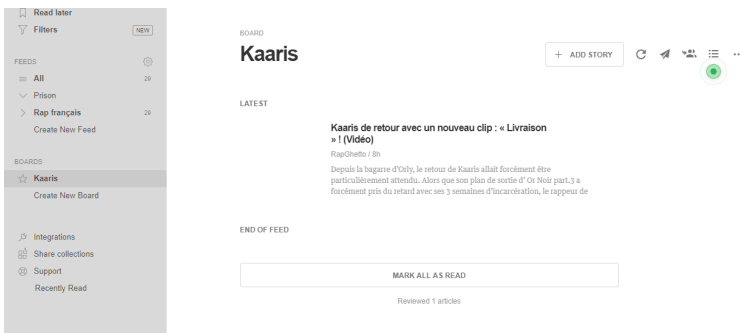 Read later
Filters NEW
FEEDS
All 29
Prison
Rap français 29
Create New Feed
BOARDS
Kaaris
Create New Board
Integrations
Share collections
Support
Recently Read
BOARD
Kaaris
+ ADD STORY
LATEST
Kaaris de retour avec un nouveau clip : « Livraison
» ! (Vidéo)
RapGhetto / 8h
Depuis la bagarre d'Orly, le retour de Kaaris allait forcément être
particulièrement attendu. Alors que son plan de sortie d' Or Noir part.3 a
forcément pris du retard avec ses 3 semaines d'incarcération, le rappeur de
END OF FEED
MARK ALL AS READ
Reviewed 1 articles